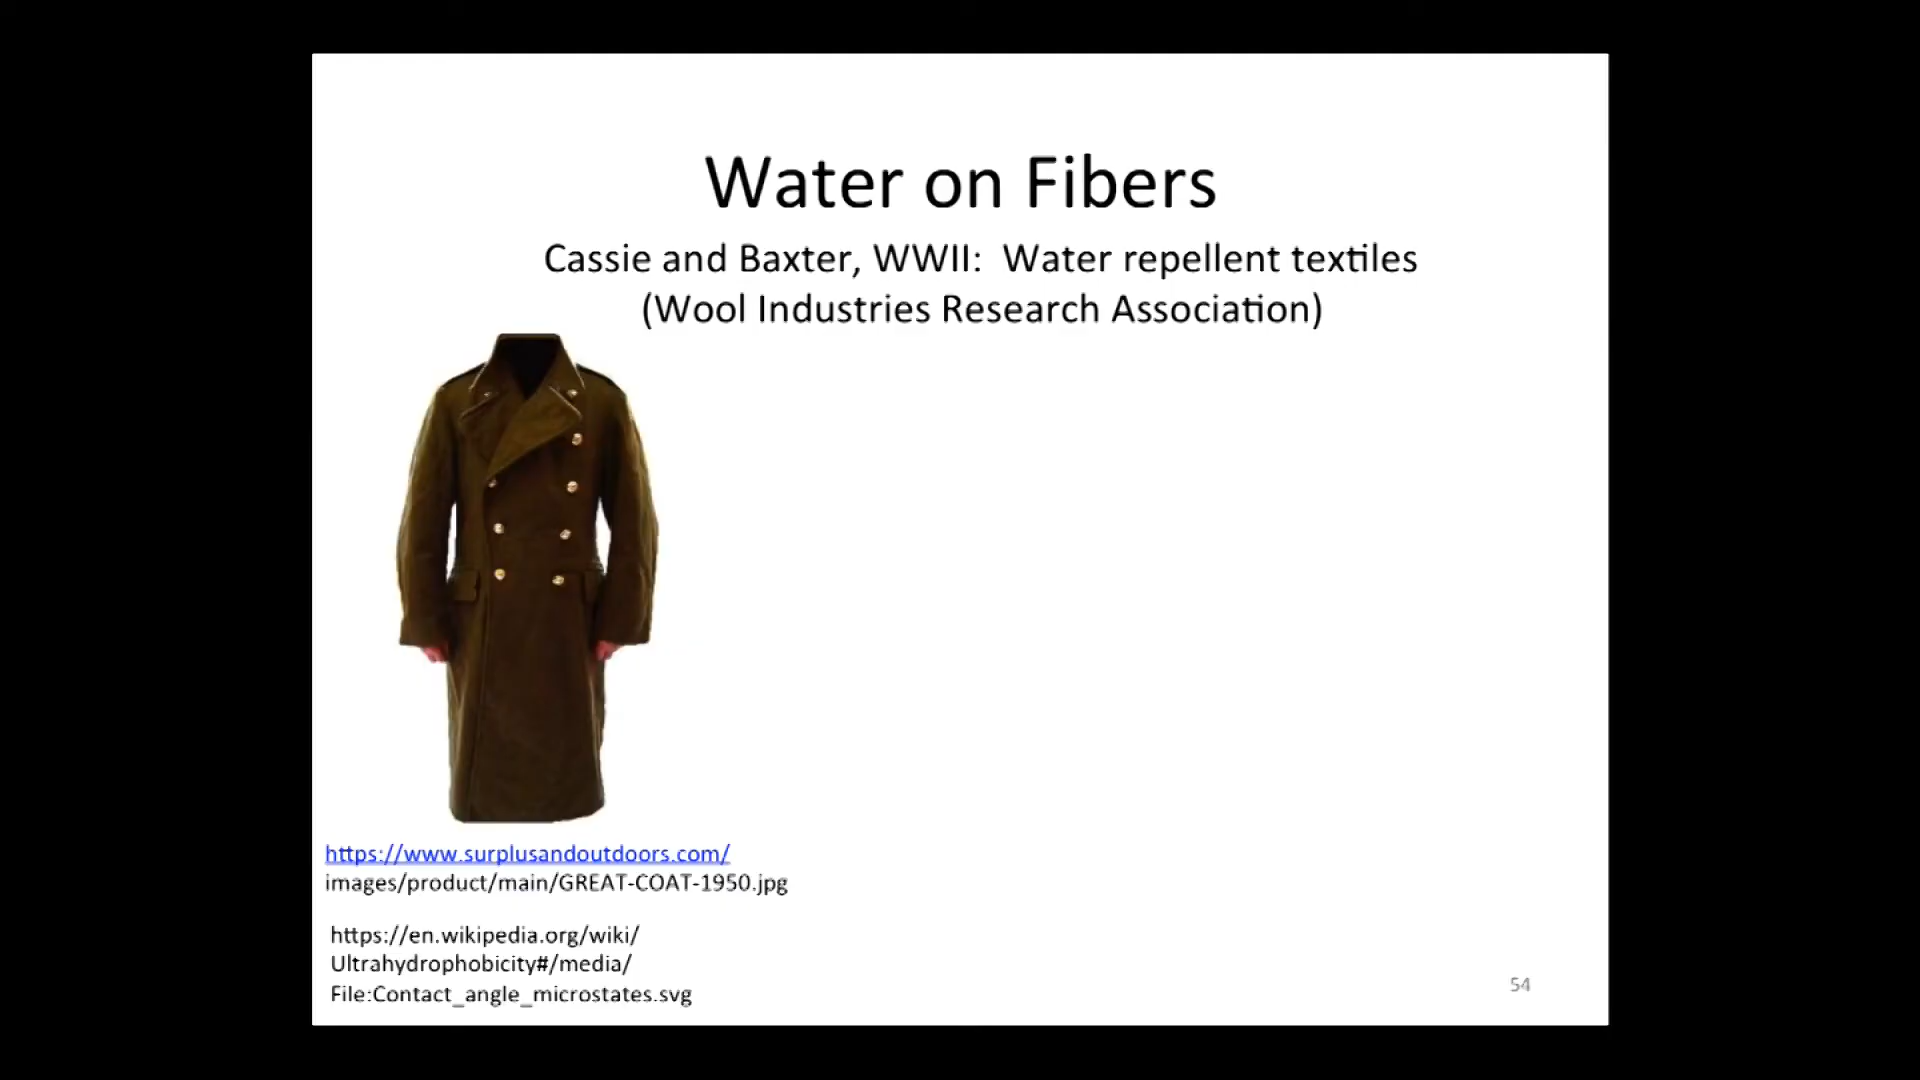 Water on Fibers
Cassie and Baxter, WWII: Water repellent textiles
(Wool Industries Research Association)
https://www.surplusandoutdoors.com/
images/product/main/GREAT-COAT-1950.jpg
https://en.wikipedia.org/wiki/
Ultrahydrophobicity#/media/
File:Contact_angle_microstates.svg
54